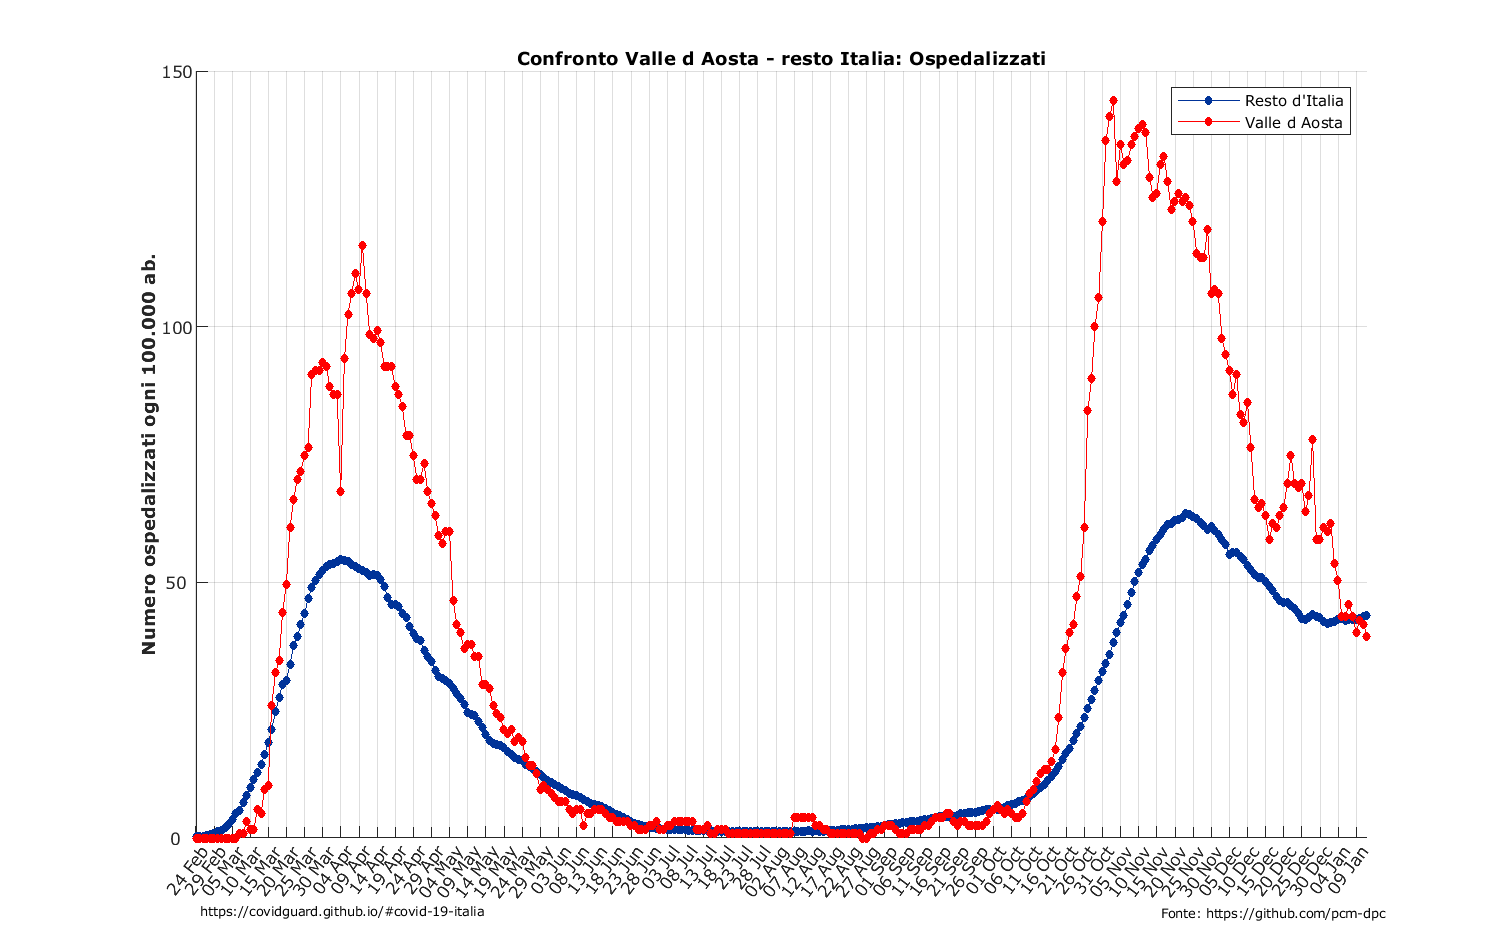 Confronto Valle d Aosta - resto Italia: Ospedalizzati
150
100
50
0
Numero ospedalizzati ogni 100.000 ab.
Resto d'Italia
Valle d Aosta
24 Feb
29 Feb
05 Mar
10 Mar
15 Mar
20 Mar
25 Mar
30 Mar
04 Apr
09 Apr
14 Apr
19 Apr
24 Apr
29 Apr
04 May
09 May
14 May
19 May
24 May
29 May
03 Jun
08 Jun
13 Jun
18 Jun
23 Jun
28 Jun
03 Jul
08 Jul
13 Jul
18 Jul
23 Jul
28 Jul
02 Aug
07 Aug
12 Aug
17 Aug
22 Aug
27 Aug
01 Sep
06 Sep
11 Sep
16 Sep
21 Sep
26 Sep
01 Oct
06 Oct
11 Oct
16 Oct
21 Oct
26 Oct
31 Oct
05 Nov
10 Nov
15 Nov
20 Nov
25 Nov
30 Nov
05 Dec
10 Dec
15 Dec
20 Dec
25 Dec
30 Dec
04 Jan
09 Jan
https://covidguard.github.io/#covid-19-italia
Fonte: https://github.com/pcm-dpc